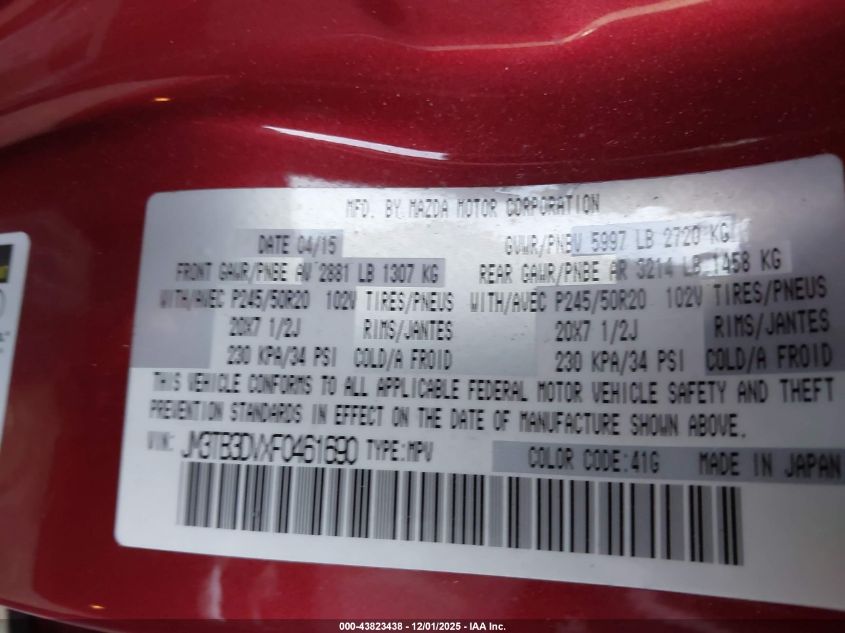 MFD. BY MAZDA MOTOR CORPORATION
DATE 04/15 GVWR/PNBV 5997 LB 2720 KG
FRONT GAWR/PNBE AV 2881 LB 1307 KG REAR GAWR/PNBE AR 3214 LB 1458 KG
WITH/AVEC P245/50R20 102V TIRES/PNEUS WITH/AVEC P245/50R20 102V TIRES/PNEUS
20X7 1/2J RIMS/JANTES 20X7 1/2J RIMS/JANTES
230 KPA/34 PSI COLD/A FROID 230 KPA/34 PSI COLD/A FROID
THIS VEHICLE CONFORMS TO ALL APPLICABLE FEDERAL MOTOR VEHICLE SAFETY AND THEFT
PREVENTION STANDARDS IN EFFECT ON THE DATE OF MANUFACTURE SHOWN ABOVE.
VIN: JM3TB3DVXF0461690 TYPE:MPV COLOR CODE:41G MADE IN JAPAN
000-43823438 - 12/01/2025 - IAA Inc.